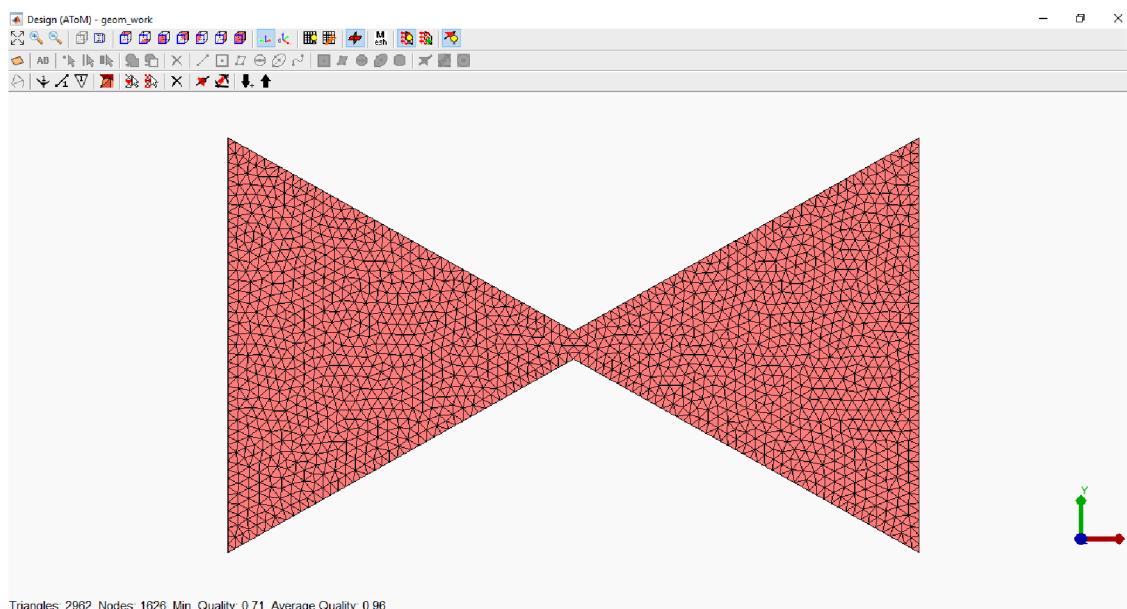 Design (AToM) - geom_work
M
esh
AB
Y
Triangles: 2962 Nodes: 1626 Min. Quality: 0.71 Average Quality: 0.96